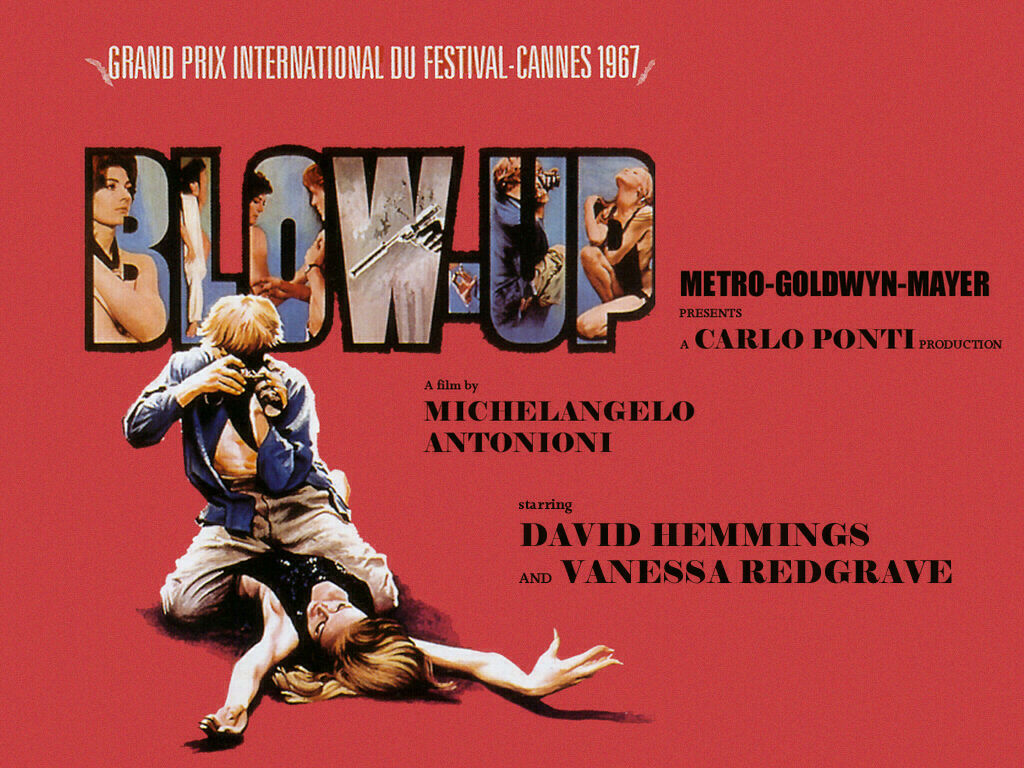 GRAND PRIX INTERNATIONAL DU FESTIVAL-CANNES 1967
BLOW-UP
METRO-GOLDWYN-MAYER
PRESENTS
A CARLO PONTI PRODUCTION
A film by
MICHELANGELO
ANTONIONI
starring
DAVID HEMMINGS
AND VANESSA REDGRAVE